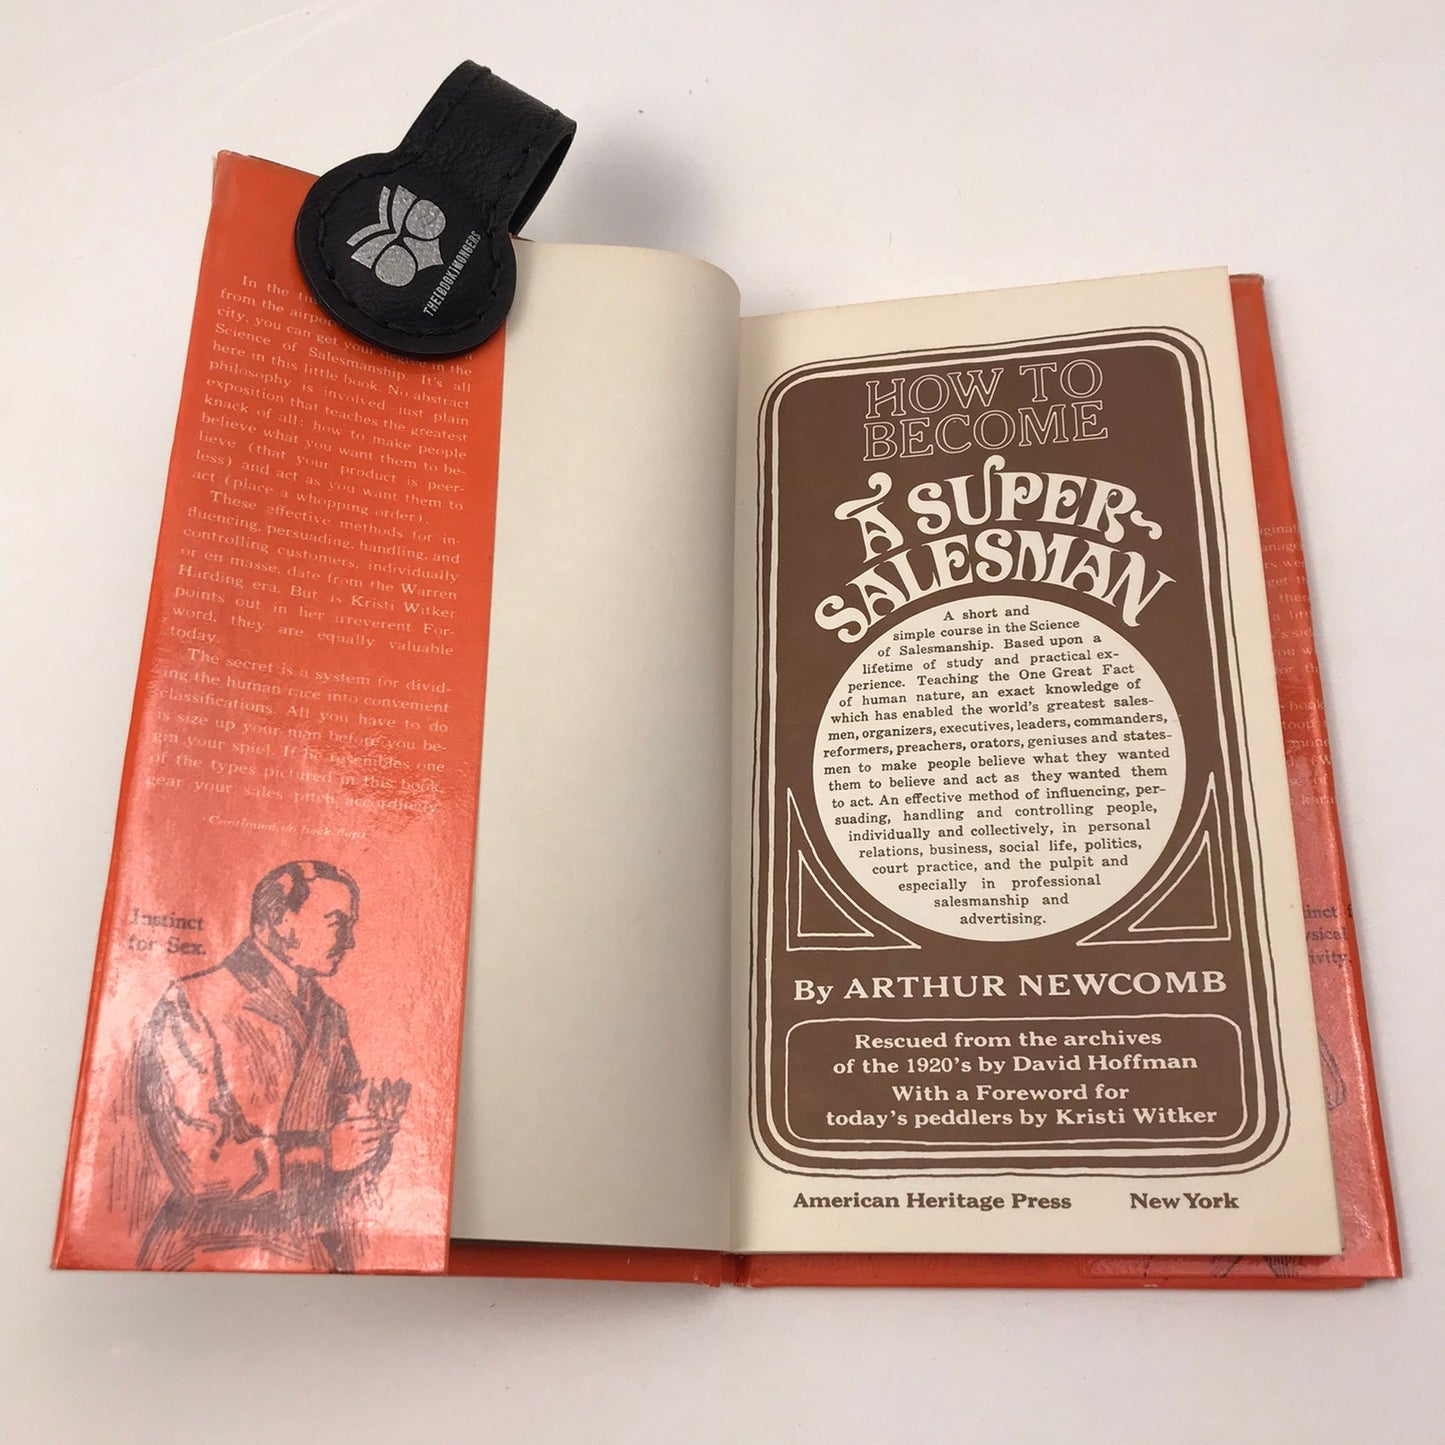 THE[BOOK]MONGERS
In the
from the airpor
city, you can get your in the
Science of Salesmanship. It's all
here in this little book. No abstract
philosophy is involved just plain
exposition that teaches the greatest
knack of all: how to make people
believe what you want them to be-
lieve (that your product is peer-
less) and act as you want them to
act (place a whopping order).
These effective methods for in-
fluencing, persuading, handling, and
controlling customers, individually
or en masse, date from the Warren
Harding era. But as Kristi Witker
points out in her irreverent For-
word, they are equally valuable
today.
The secret is a system for divid-
ing the human race into convenient
classifications. All you have to do
is size up your man before you be-
gin your spiel. If he resembles one
of the types pictured in this book,
gear your sales pitch accordingly.
(Continued on back flap)
Instinct
for Sex.
HOW TO
BECOME
A SUPER-
SALESMAN
A short and
simple course in the Science
of Salesmanship. Based upon a
lifetime of study and practical ex-
perience. Teaching the One Great Fact
of human nature, an exact knowledge of
which has enabled the world's greatest sales-
men, organizers, executives, leaders, commanders,
reformers, preachers, orators, geniuses and states-
men to make people believe what they wanted
them to believe and act as they wanted them
to act. An effective method of influencing, per-
suading, handling and controlling people,
individually and collectively, in personal
relations, business, social life, politics,
court practice, and the pulpit and
especially in professional
salesmanship and
advertising.
By ARTHUR NEWCOMB
Rescued from the archives
of the 1920's by David Hoffman
With a Foreword for
today's peddlers by Kristi Witker
American Heritage Press New York